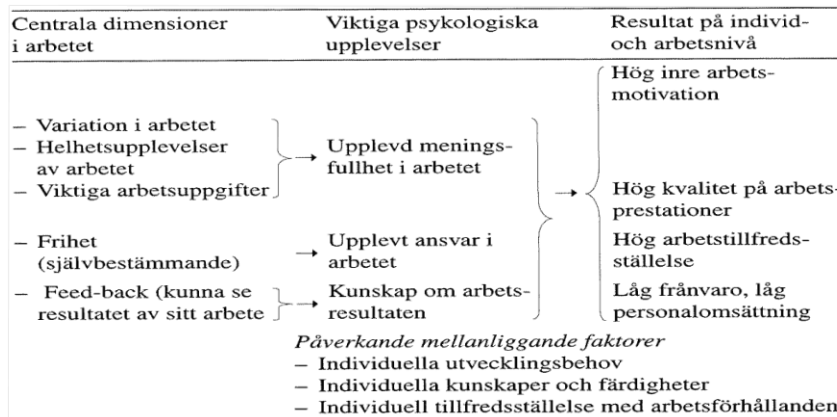 Centrala dimensioner
i arbetet
Viktiga psykologiska
upplevelser
Resultat på individ-
och arbetsnivå
– Variation i arbetet
– Helhetsupplevelser
av arbetet
– Viktiga arbetsuppgifter
– Frihet
(självbestämmande)
– Feed-back (kunna se
resultatet av sitt arbete
Upplevd menings-
fullhet i arbetet
Upplevt ansvar i
arbetet
Kunskap om arbets-
resultaten
Hög inre arbets-
motivation
Hög kvalitet på arbets-
prestationer
Hög arbetstillfreds-
ställelse
Låg frånvaro, låg
personalomsättning
Påverkande mellanliggande faktorer
– Individuella utvecklingsbehov
– Individuella kunskaper och färdigheter
– Individuell tillfredsställelse med arbetsförhållanden